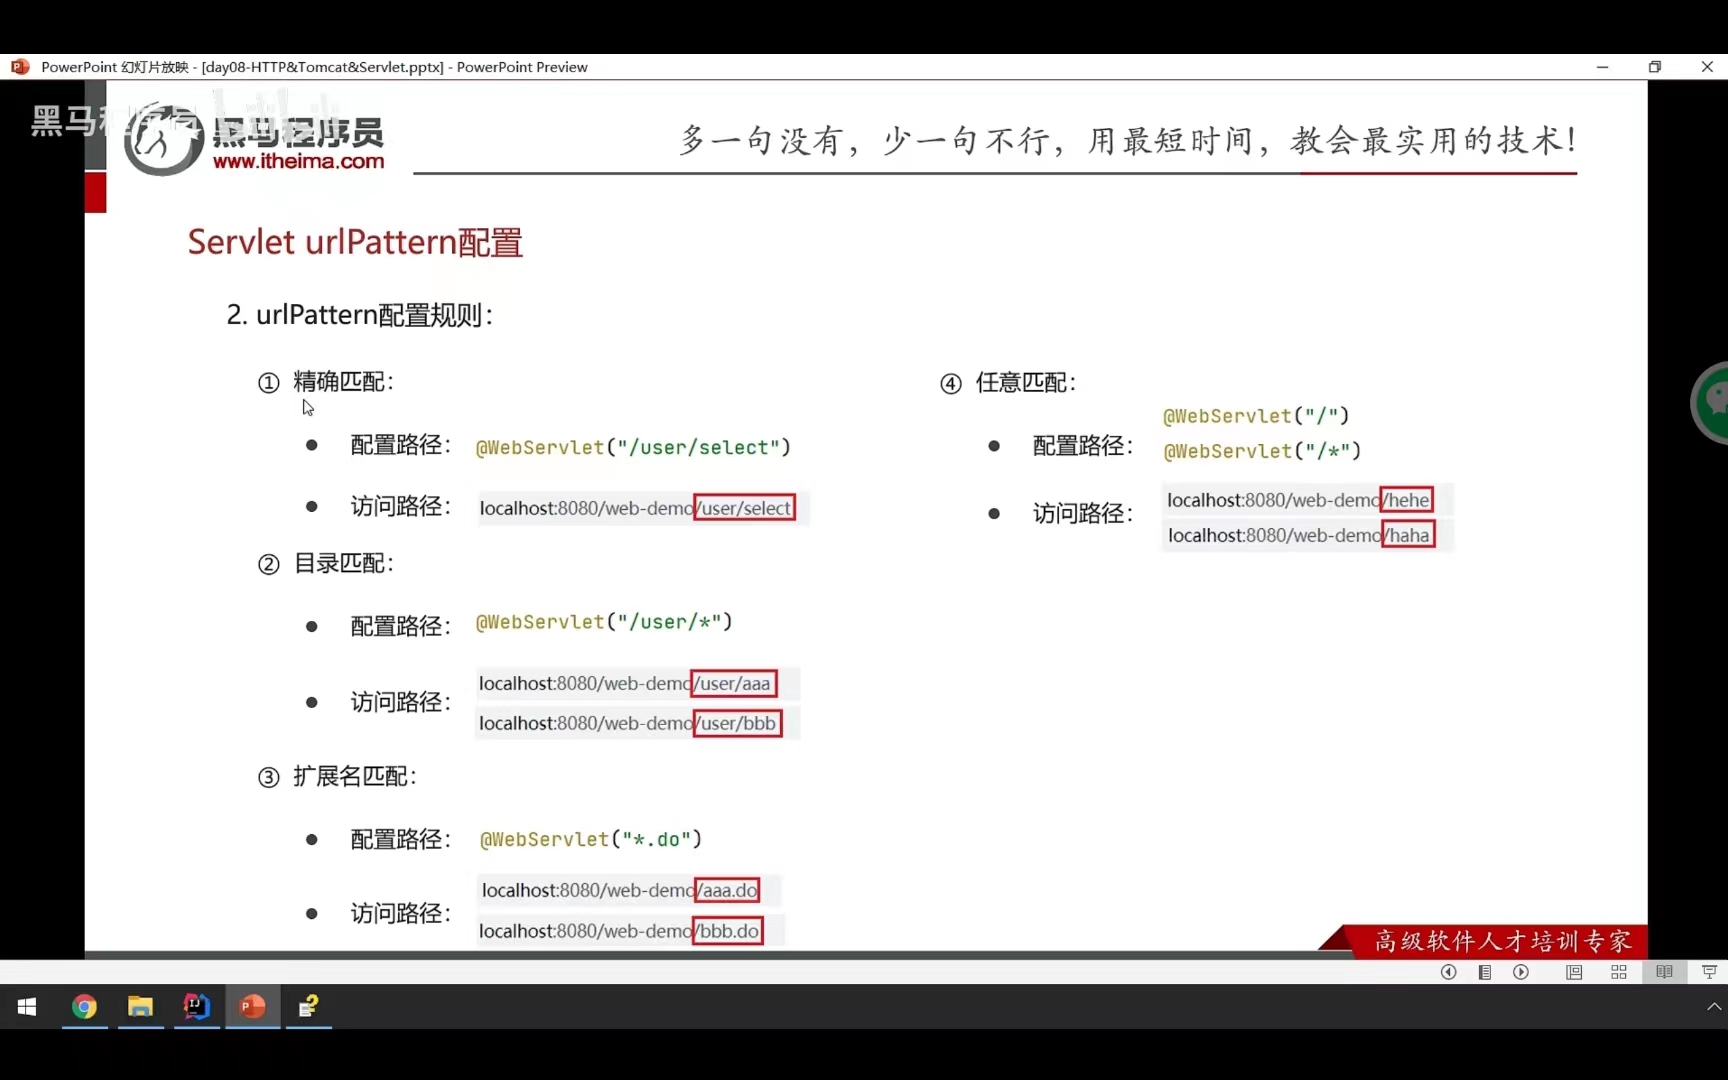 PowerPoint 幻灯片放映 - [day08-HTTP&Tomcat&Servlet.pptx] - PowerPoint Preview
黑马程序员
www.itheima.com
多一句没有，少一句不行，用最短时间，教会最实用的技术！
Servlet urlPattern配置
2. urlPattern配置规则：
① 精确匹配：
配置路径： @WebServlet("/user/select")
访问路径： localhost:8080/web-demo/user/select
② 目录匹配：
配置路径： @WebServlet("/user/*")
访问路径：
localhost:8080/web-demo/user/aaa
localhost:8080/web-demo/user/bbb
③ 扩展名匹配：
配置路径： @WebServlet("*.do")
访问路径：
localhost:8080/web-demo/aaa.do
localhost:8080/web-demo/bbb.do
④ 任意匹配：
配置路径：
@WebServlet("/")
@WebServlet("/*")
访问路径：
localhost:8080/web-demo/hehe
localhost:8080/web-demo/haha
高级软件人才培训专家